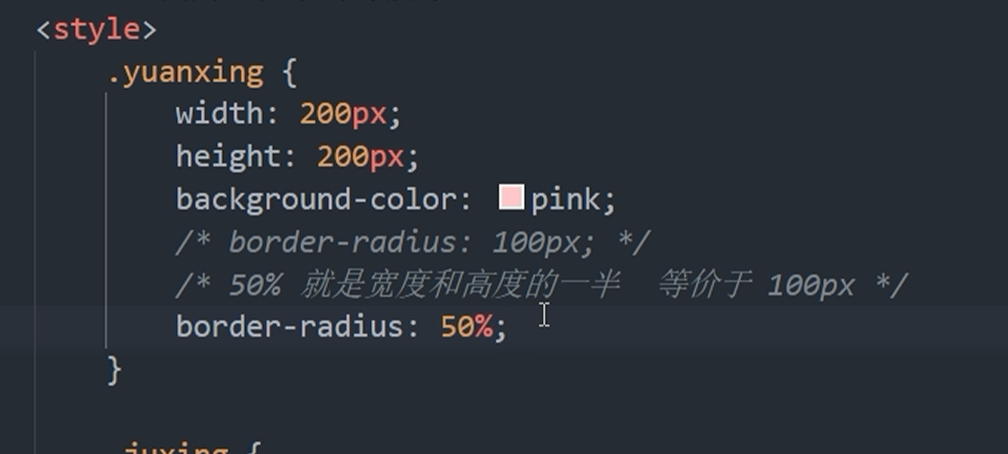 <style>
.yuanxing {
width: 200px;
height: 200px;
background-color: pink;
/* border-radius: 100px; */
/* 50% 就是宽度和高度的一半 等价于 100px */
border-radius: 50%;
}
.juxing {